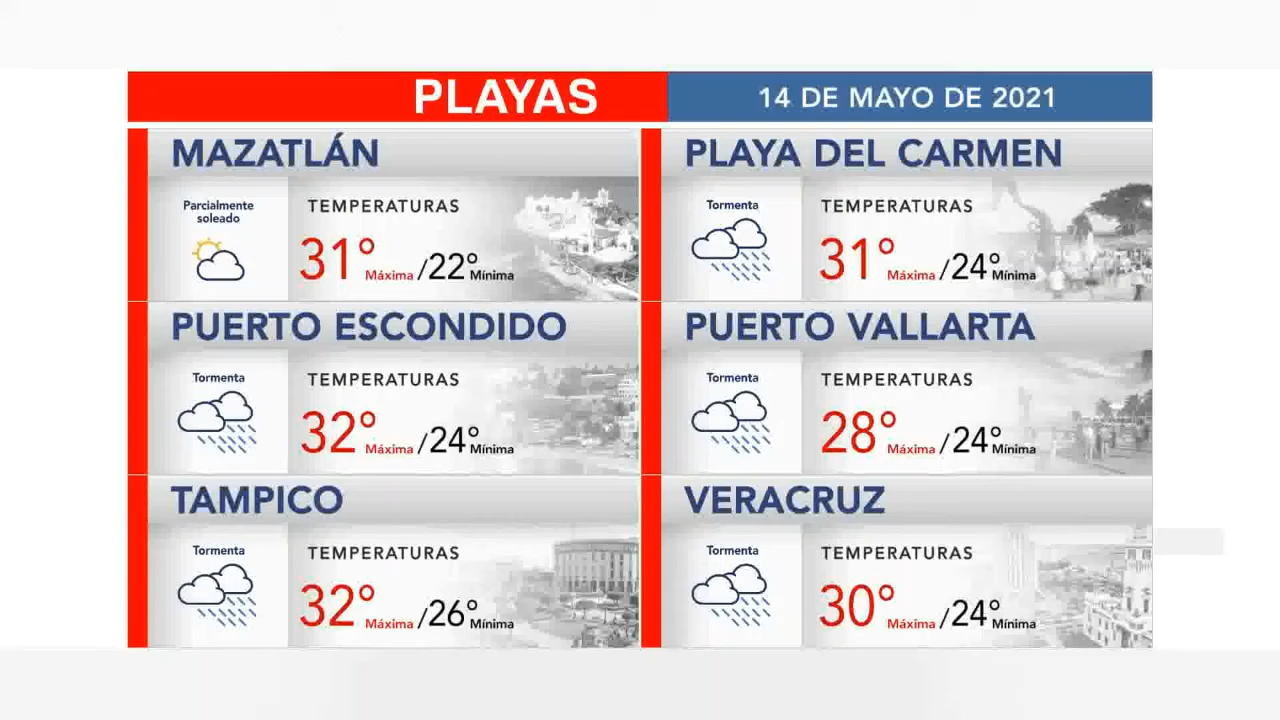 PLAYAS
14 DE MAYO DE 2021
MAZATLÁN
Parcialmente
soleado
TEMPERATURAS
31° Máxima /22° Mínima
PLAYA DEL CARMEN
Tormenta
TEMPERATURAS
31° Máxima /24° Mínima
PUERTO ESCONDIDO
Tormenta
TEMPERATURAS
32° Máxima /24° Mínima
PUERTO VALLARTA
Tormenta
TEMPERATURAS
28° Máxima /24° Mínima
TAMPICO
Tormenta
TEMPERATURAS
32° Máxima /26° Mínima
VERACRUZ
Tormenta
TEMPERATURAS
30° Máxima /24° Mínima